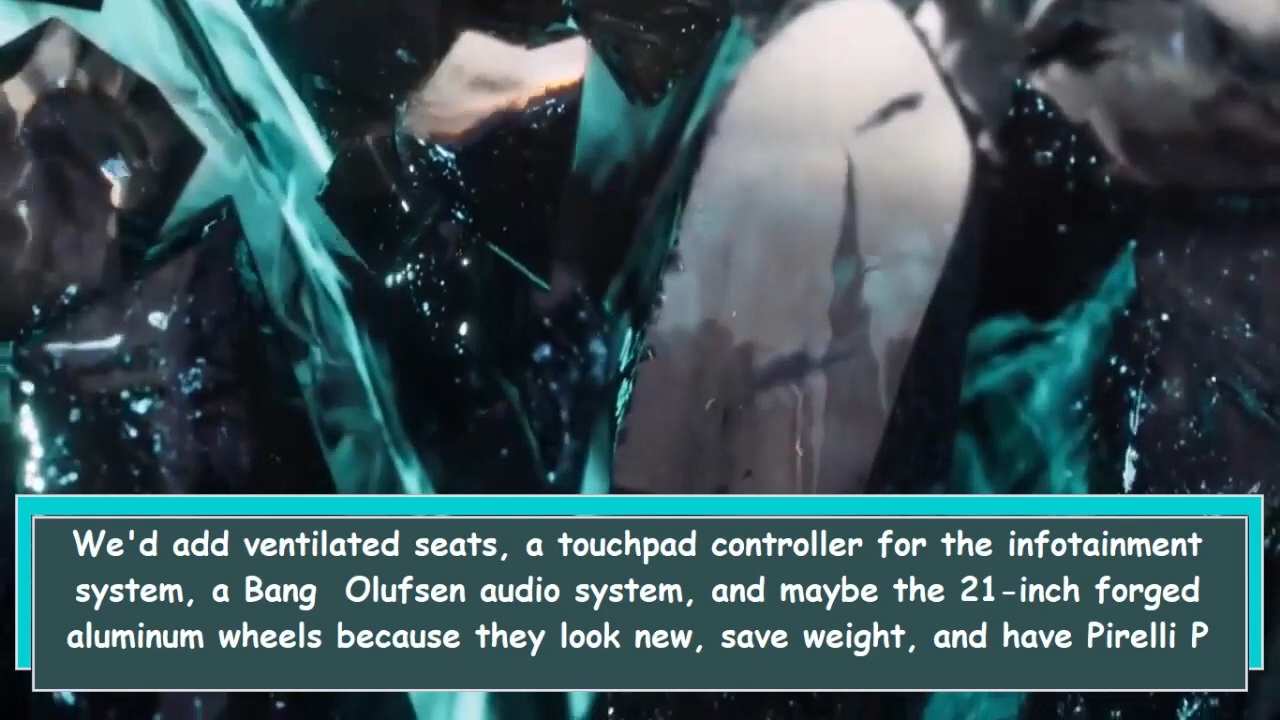 We'd add ventilated seats, a touchpad controller for the infotainment
system, a Bang  Olufsen audio system, and maybe the 21-inch forged
aluminum wheels because they look new, save weight, and have Pirelli P